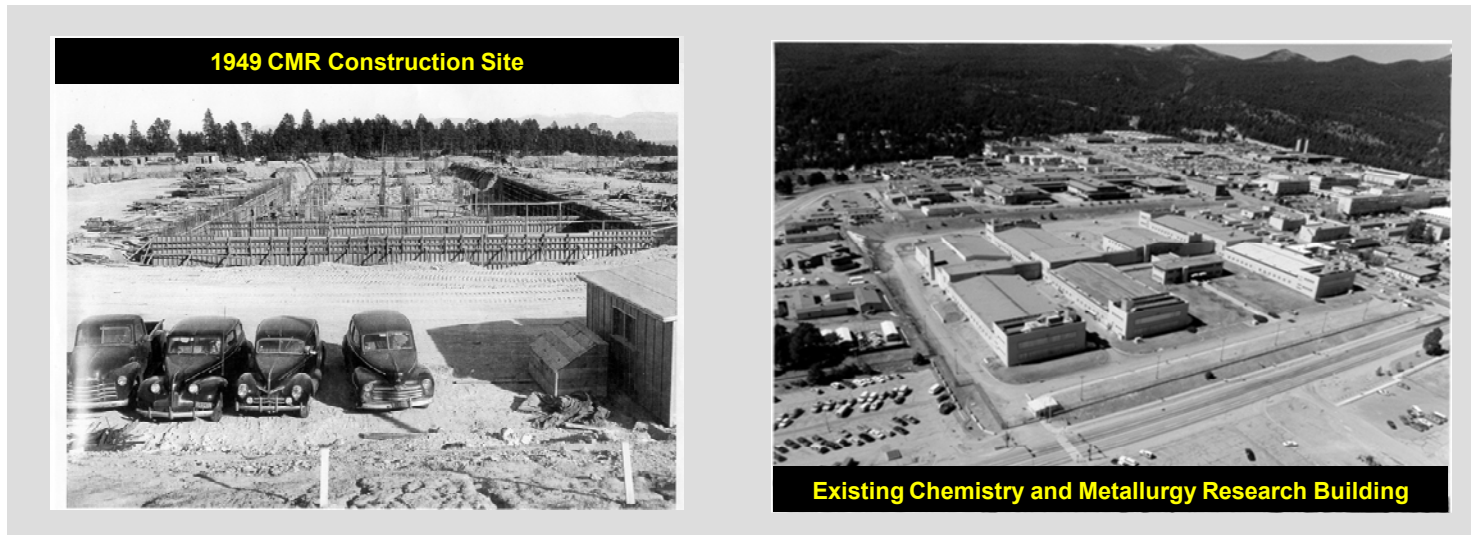 1949 CMR Construction Site
Existing Chemistry and Metallurgy Research Building